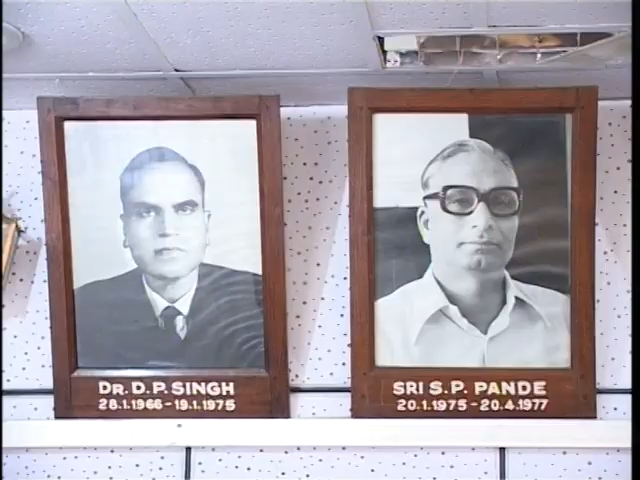 DR. D.P. SINGH
28.1.1966 - 19.1.1975
SRI S.P. PANDE
20.1.1975 - 20.4.1977